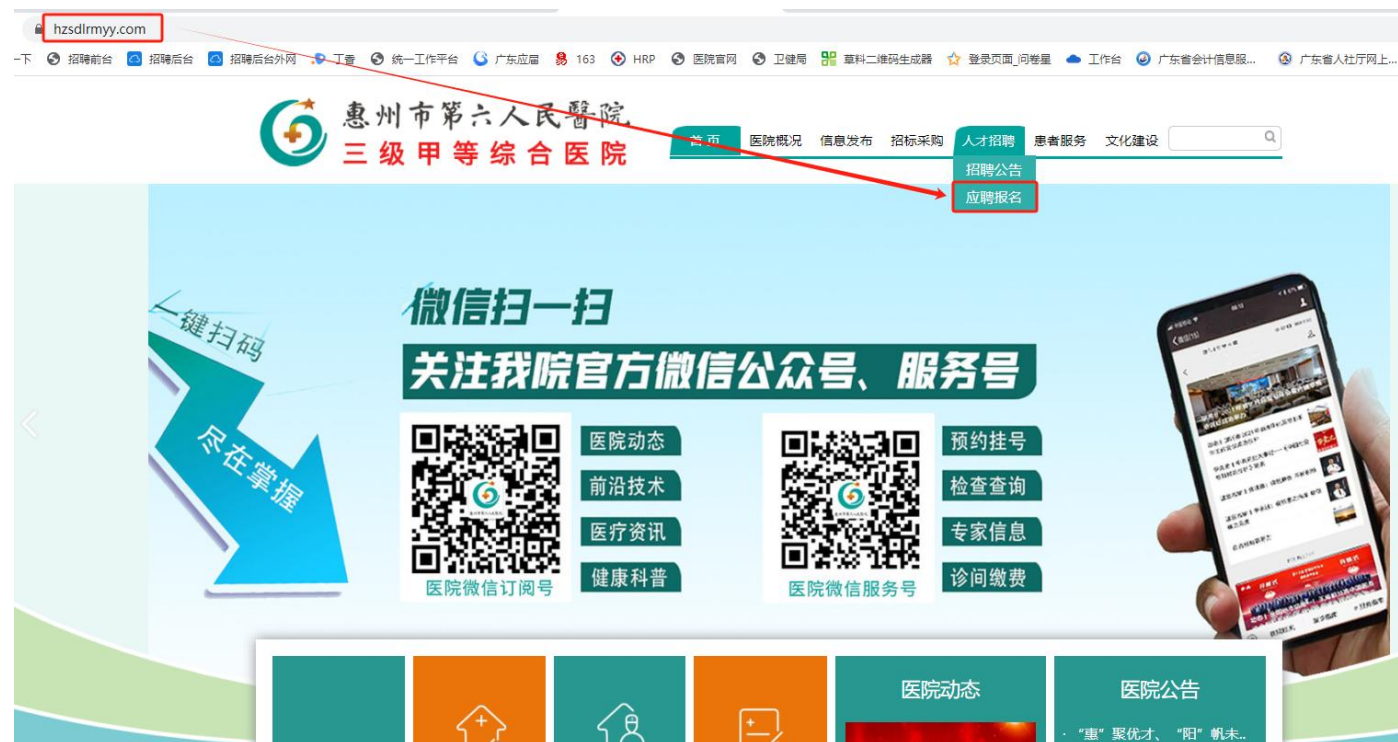 hzsdlrmyy.com
一下 招聘前台 招聘后台 招聘后台外网 丁香 统一工作平台 广东应届 163 HRP 医院官网 卫健局 草料二维码生成器 登录页面_问卷星 工作台 广东省会计信息服... 广东省人社厅网上...
惠州市第六人民醫院
三级甲等综合医院
首页 医院概况 信息发布 招标采购 人才招聘 患者服务 文化建设
招聘公告
应聘报名
一键扫码
尽在掌握
微信扫一扫
关注我院官方微信公众号、服务号
医院动态
前沿技术
医疗资讯
健康科普
医院微信订阅号
预约挂号
检查查询
专家信息
诊间缴费
医院微信服务号
医院动态
医院公告
· “惠”聚优才、“阳”帆未..